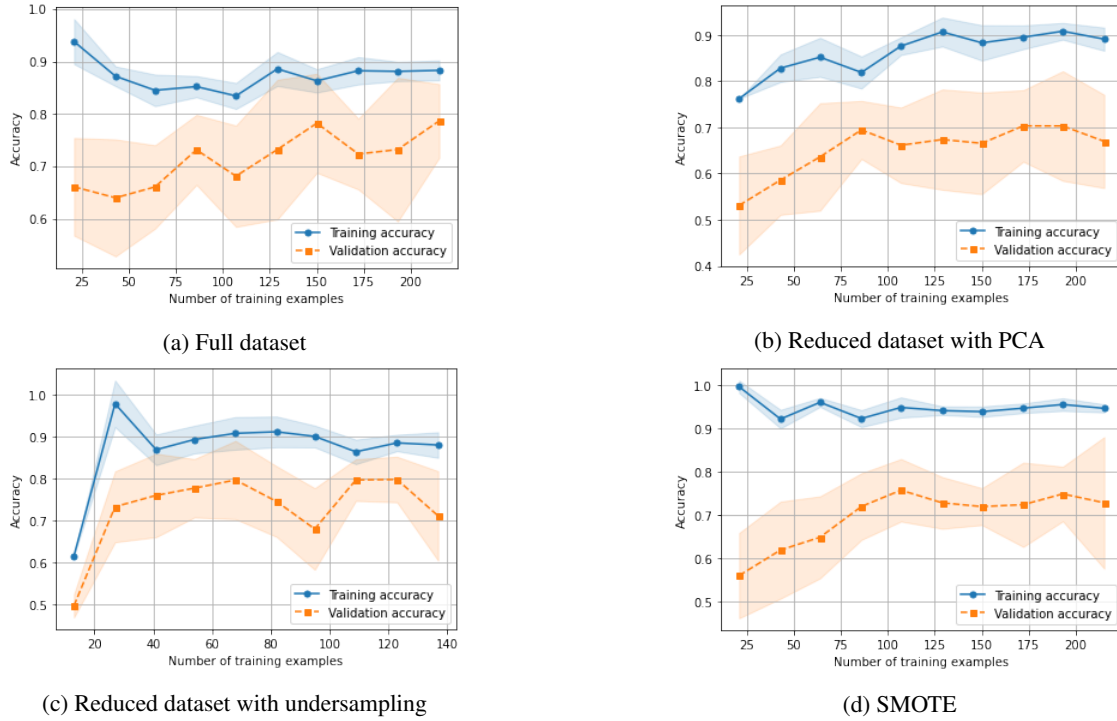 1.0
0.9
0.8
0.7
0.6
Accuracy
Training accuracy
Validation accuracy
25 50 75 100 125 150 175 200
Number of training examples
(a) Full dataset
0.9
0.8
0.7
0.6
0.5
0.4
Accuracy
Training accuracy
Validation accuracy
25 50 75 100 125 150 175 200
Number of training examples
(b) Reduced dataset with PCA
1.0
0.9
0.8
0.7
0.6
0.5
Accuracy
Training accuracy
Validation accuracy
20 40 60 80 100 120 140
Number of training examples
(c) Reduced dataset with undersampling
1.0
0.9
0.8
0.7
0.6
0.5
Accuracy
Training accuracy
Validation accuracy
25 50 75 100 125 150 175 200
Number of training examples
(d) SMOTE